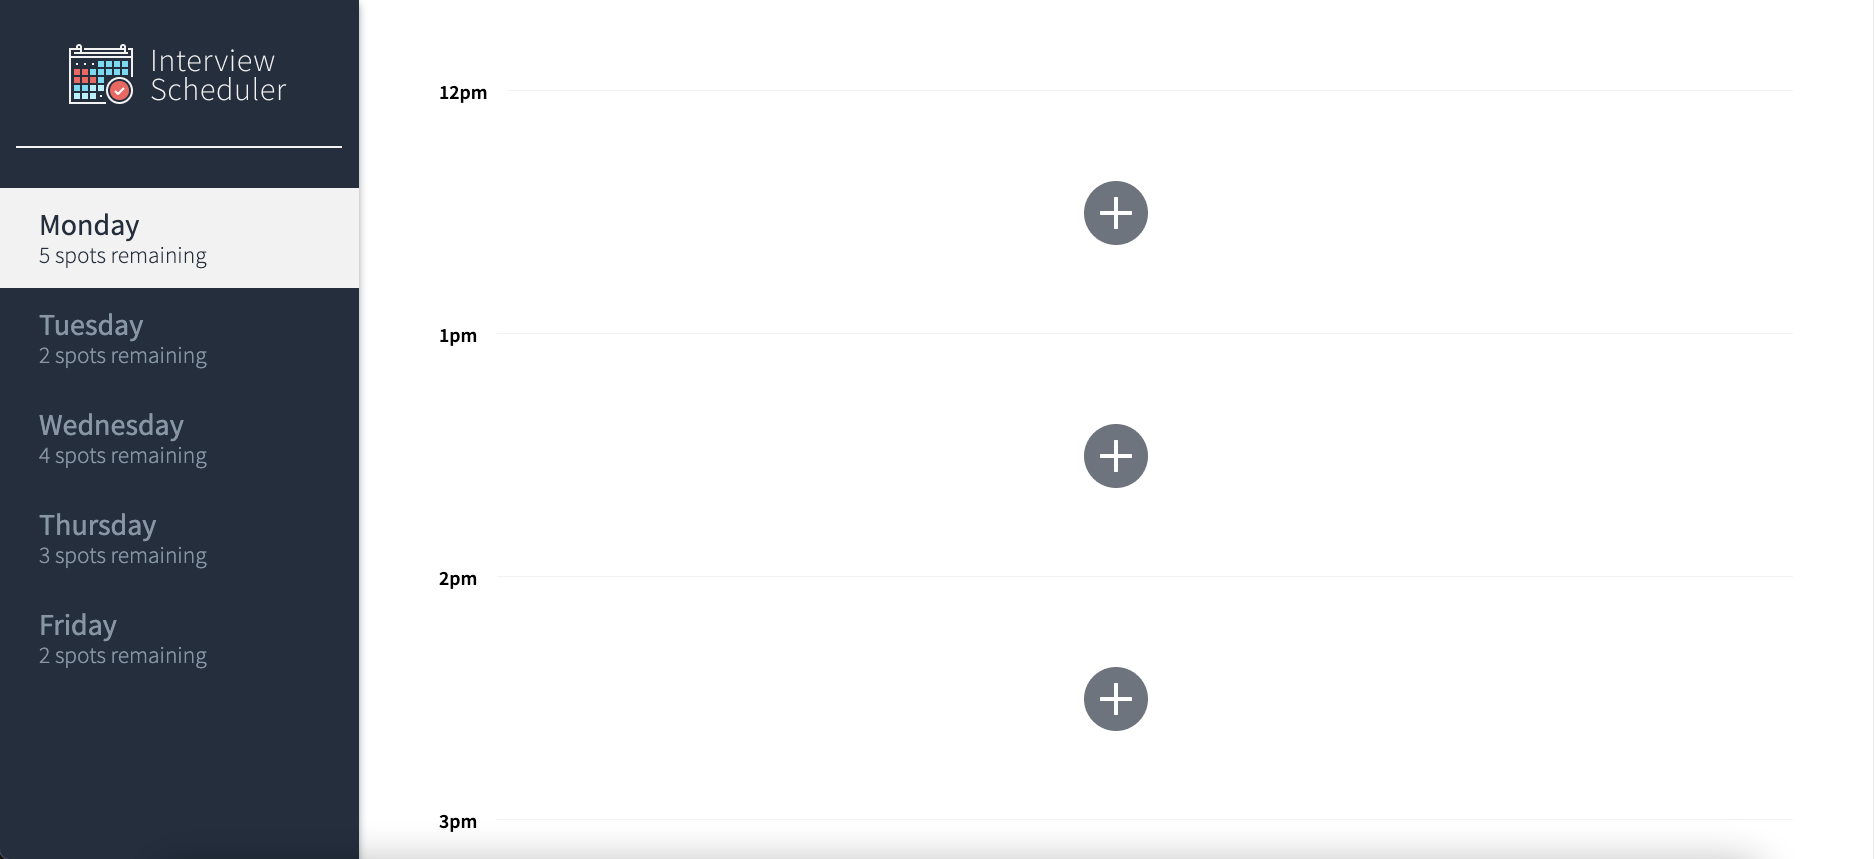 Interview
Scheduler
Monday
5 spots remaining
Tuesday
2 spots remaining
Wednesday
4 spots remaining
Thursday
3 spots remaining
Friday
2 spots remaining
12pm
1pm
2pm
3pm